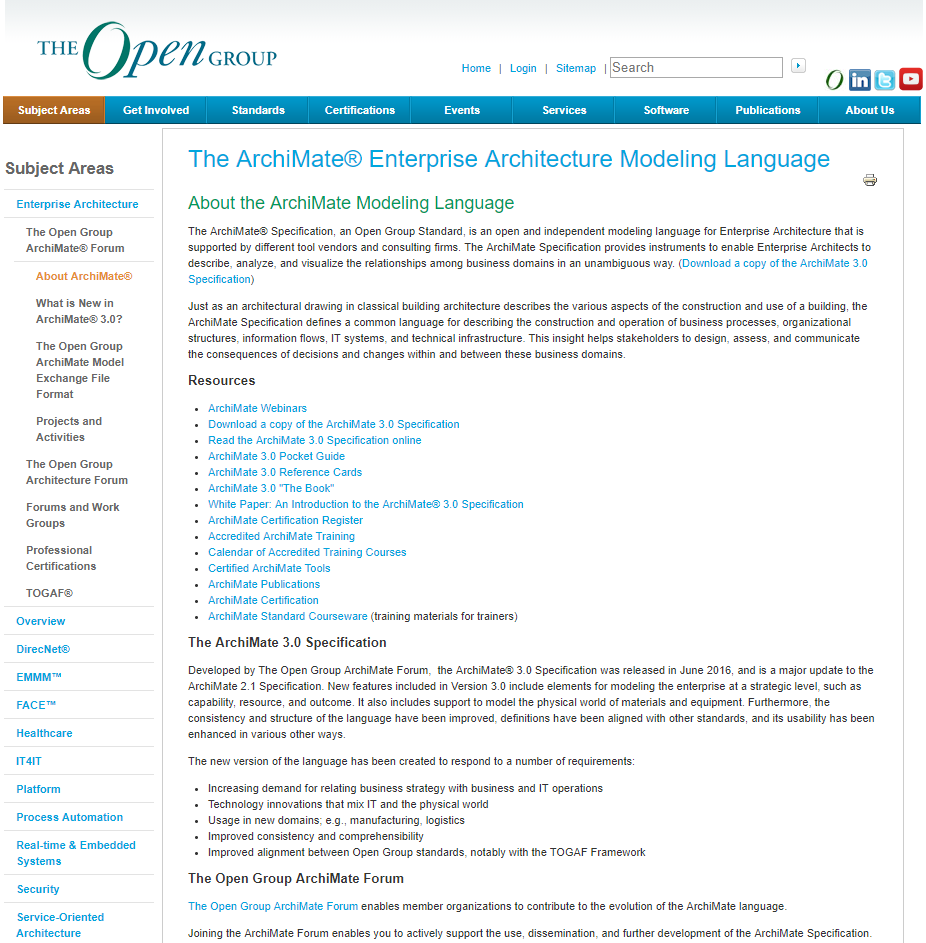 THE Open GROUP
Home | Login | Sitemap | Search
Subject Areas Get Involved Standards Certifications Events Services Software Publications About Us
Subject Areas
Enterprise Architecture
The Open Group
ArchiMate® Forum
About ArchiMate®
What is New in
ArchiMate® 3.0?
The Open Group
ArchiMate Model
Exchange File
Format
Projects and
Activities
The Open Group
Architecture Forum
Forums and Work
Groups
Professional
Certifications
TOGAF®
Overview
DirecNet®
EMMM™
FACE™
Healthcare
IT4IT
Platform
Process Automation
Real-time & Embedded
Systems
Security
Service-Oriented
Architecture
The ArchiMate® Enterprise Architecture Modeling Language
About the ArchiMate Modeling Language
The ArchiMate® Specification, an Open Group Standard, is an open and independent modeling language for Enterprise Architecture that is
supported by different tool vendors and consulting firms. The ArchiMate Specification provides instruments to enable Enterprise Architects to
describe, analyze, and visualize the relationships among business domains in an unambiguous way. (Download a copy of the ArchiMate 3.0
Specification)
Just as an architectural drawing in classical building architecture describes the various aspects of the construction and use of a building, the
ArchiMate Specification defines a common language for describing the construction and operation of business processes, organizational
structures, information flows, IT systems, and technical infrastructure. This insight helps stakeholders to design, assess, and communicate
the consequences of decisions and changes within and between these business domains.
Resources
• ArchiMate Webinars
• Download a copy of the ArchiMate 3.0 Specification
• Read the ArchiMate 3.0 Specification online
• ArchiMate 3.0 Pocket Guide
• ArchiMate 3.0 Reference Cards
• ArchiMate 3.0 "The Book"
• White Paper: An Introduction to the ArchiMate® 3.0 Specification
• ArchiMate Certification Register
• Accredited ArchiMate Training
• Calendar of Accredited Training Courses
• Certified ArchiMate Tools
• ArchiMate Publications
• ArchiMate Certification
• ArchiMate Standard Courseware (training materials for trainers)
The ArchiMate 3.0 Specification
Developed by The Open Group ArchiMate Forum, the ArchiMate® 3.0 Specification was released in June 2016, and is a major update to the
ArchiMate 2.1 Specification. New features included in Version 3.0 include elements for modeling the enterprise at a strategic level, such as
capability, resource, and outcome. It also includes support to model the physical world of materials and equipment. Furthermore, the
consistency and structure of the language have been improved, definitions have been aligned with other standards, and its usability has been
enhanced in various other ways.
The new version of the language has been created to respond to a number of requirements:
• Increasing demand for relating business strategy with business and IT operations
• Technology innovations that mix IT and the physical world
• Usage in new domains; e.g., manufacturing, logistics
• Improved consistency and comprehensibility
• Improved alignment between Open Group standards, notably with the TOGAF Framework
The Open Group ArchiMate Forum
The Open Group ArchiMate Forum enables member organizations to contribute to the evolution of the ArchiMate language.
Joining the ArchiMate Forum enables you to actively support the use, dissemination, and further development of the ArchiMate Specification.